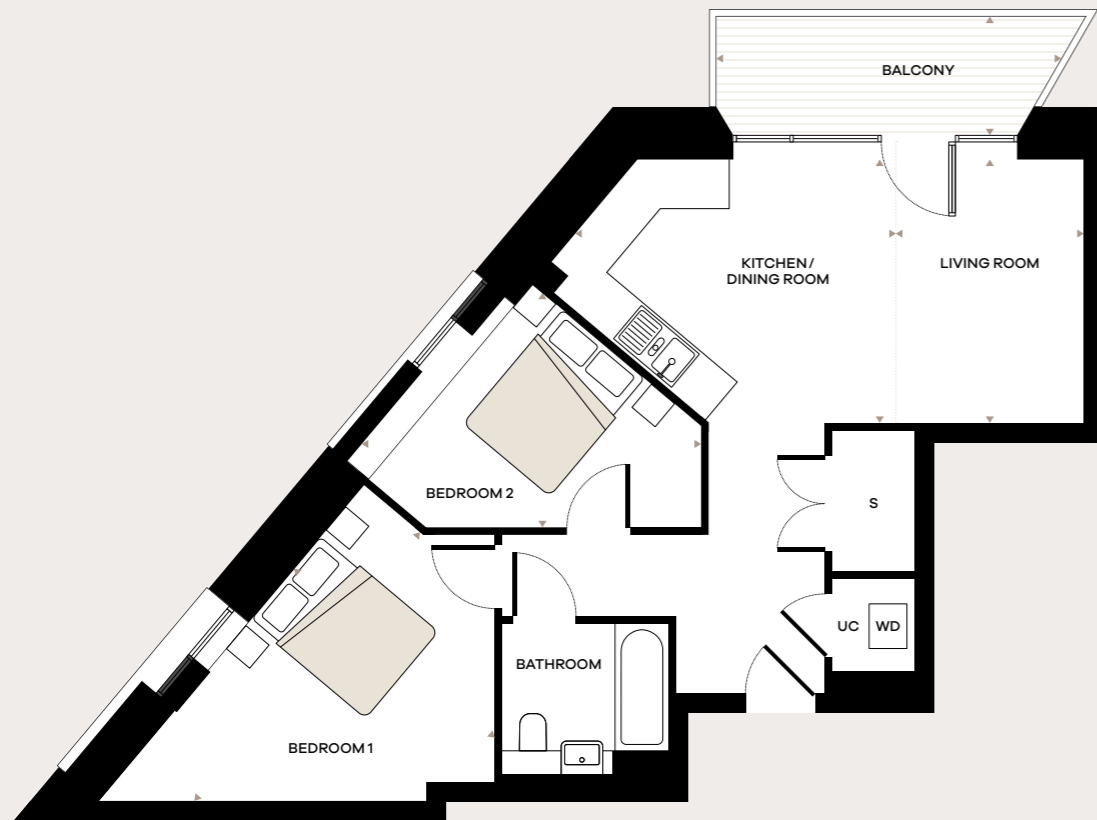 BALCONY
KITCHEN/
DINING ROOM
LIVING ROOM
BEDROOM 2
S
UC
WD
BATHROOM
BEDROOM 1